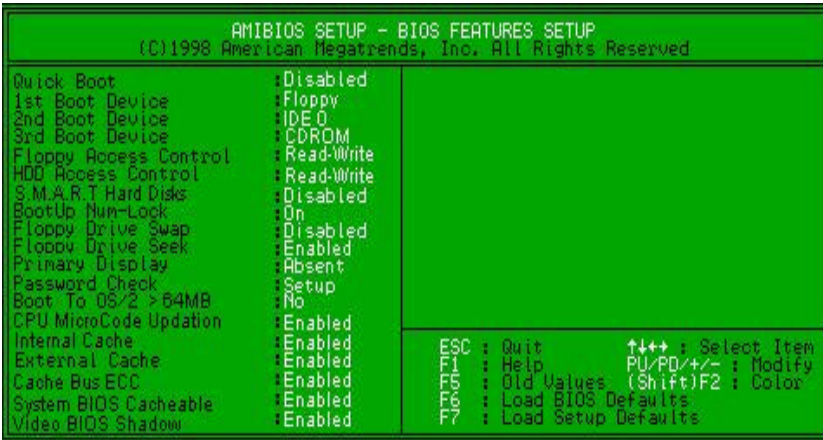 AMIBIOS SETUP - BIOS FEATURES SETUP
(C)1998 American Megatrends, Inc. All Rights Reserved
Quick Boot :Disabled
1st Boot Device :Floppy
2nd Boot Device :IDE 0
3rd Boot Device :CDROM
Floppy Access Control :Read-Write
HDD Access Control :Read-Write
S.M.A.R.T Hard Disks :Disabled
BootUp Num-Lock :On
Floppy Drive Swap :Disabled
Floppy Drive Seek :Enabled
Primary Display :Absent
Password Check :Setup
Boot To OS/2 >64MB :No
CPU MicroCode Updation :Enabled
Internal Cache :Enabled
External Cache :Enabled
Cache Bus ECC :Enabled
System BIOS Cacheable :Enabled
Video BIOS Shadow :Enabled
ESC : Quit ↑↓←→ : Select Item
F1 : Help PU/PD/+/- : Modify
F5 : Old Values (Shift)F2 : Color
F6 : Load BIOS Defaults
F7 : Load Setup Defaults